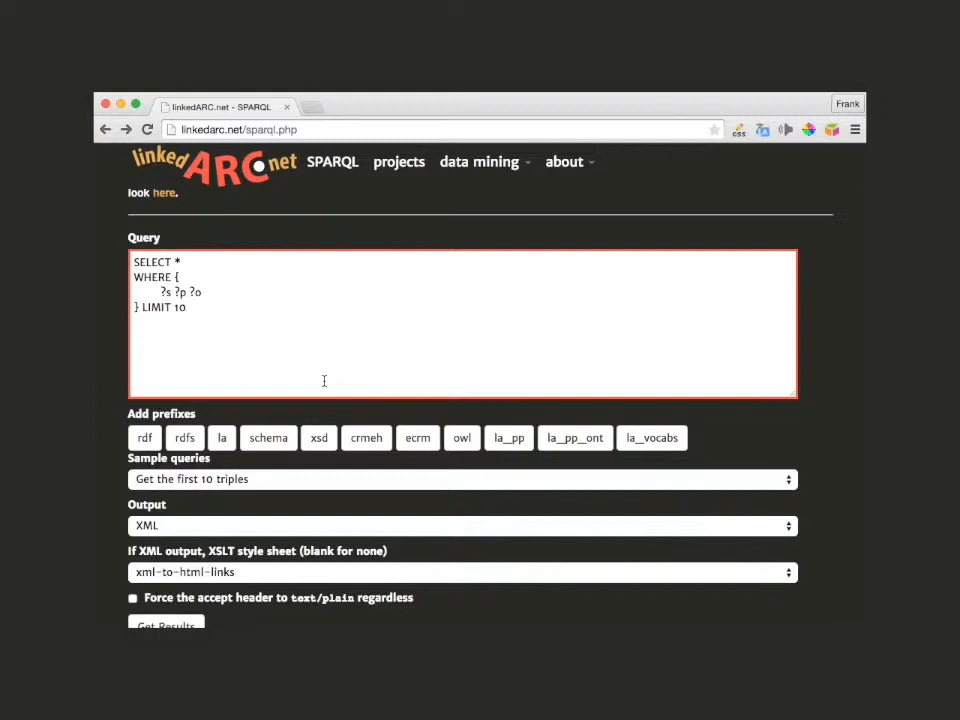 linkedARC.net - SPARQL
Frank
linkedarc.net/sparql.php
css
linkedARC.net SPARQL projects data mining about
look here.
Query
SELECT *
WHERE {
?s ?p ?o
} LIMIT 10
Add prefixes
rdf rdfs la schema xsd crmeh ecrm owl la_pp la_pp_ont la_vocabs
Sample queries
Get the first 10 triples
Output
XML
If XML output, XSLT style sheet (blank for none)
xml-to-html-links
Force the accept header to text/plain regardless
Get Results